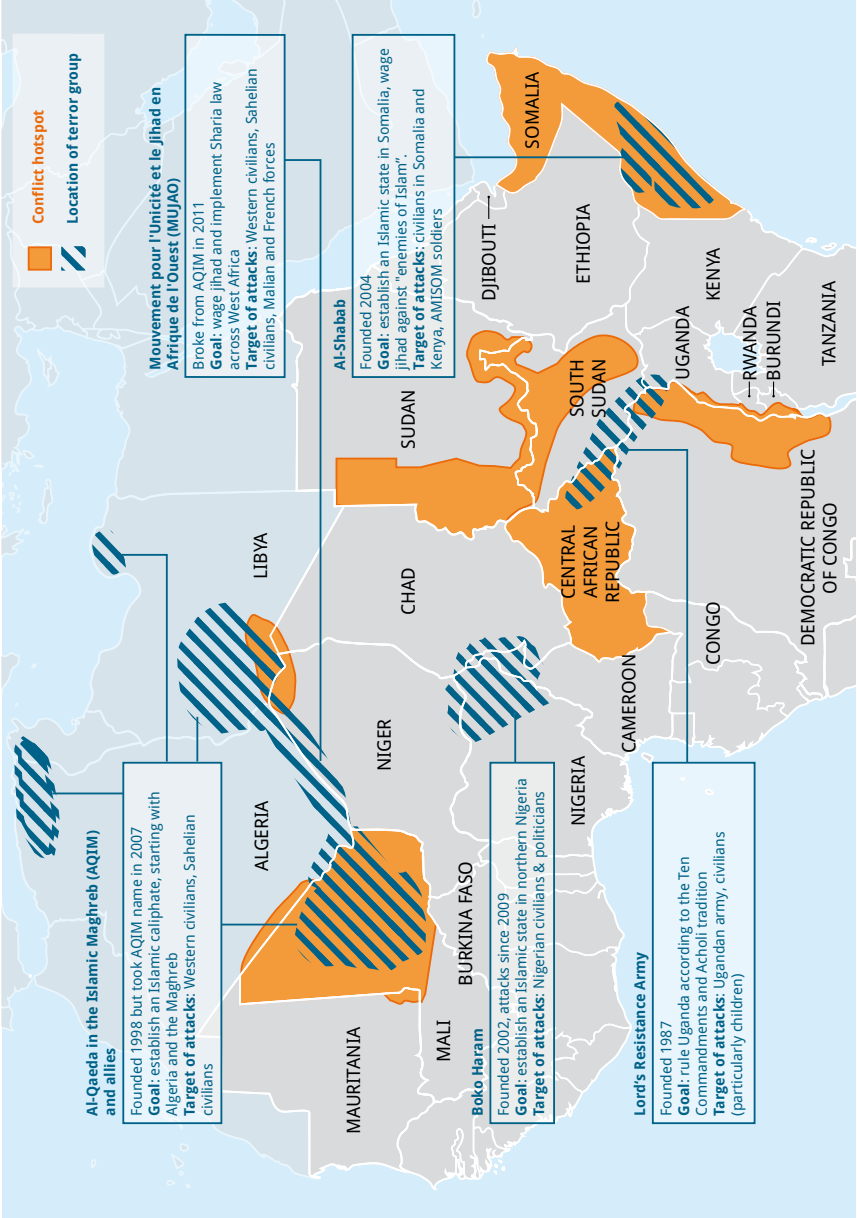 Conflict hotspot
Location of terror group
Al-Qaeda in the Islamic Maghreb (AQIM)
and allies
Founded 1998 but took AQIM name in 2007
Goal: establish an Islamic caliphate, starting with
Algeria and the Maghreb
Target of attacks: Western civilians, Sahelian
civilians
Mouvement pour l'Unicité et le Jihad en
Afrique de l'Ouest (MUJAO)
Broke from AQIM in 2011
Goal: wage jihad and implement Sharia law
across West Africa
Target of attacks: Western civilians, Sahelian
civilians, Malian and French forces
Al-Shabab
Founded 2004
Goal: establish an Islamic state in Somalia, wage
jihad against "enemies of Islam".
Target of attacks: civilians in Somalia and
Kenya, AMISOM soldiers
Boko Haram
Founded 2002, attacks since 2009
Goal: establish an Islamic state in northern Nigeria
Target of attacks: Nigerian civilians & politicians
Lord's Resistance Army
Founded 1987
Goal: rule Uganda according to the Ten
Commandments and Acholi tradition
Target of attacks: Ugandan army, civilians
(particularly children)
ALGERIA
LIBYA
MAURITANIA
MALI
NIGER
CHAD
SUDAN
BURKINA FASO
NIGERIA
CAMEROON
CENTRAL
AFRICAN
REPUBLIC
SOUTH
SUDAN
DJIBOUTI
ETHIOPIA
SOMALIA
CONGO
DEMOCRATIC REPUBLIC
OF CONGO
UGANDA
KENYA
RWANDA
BURUNDI
TANZANIA